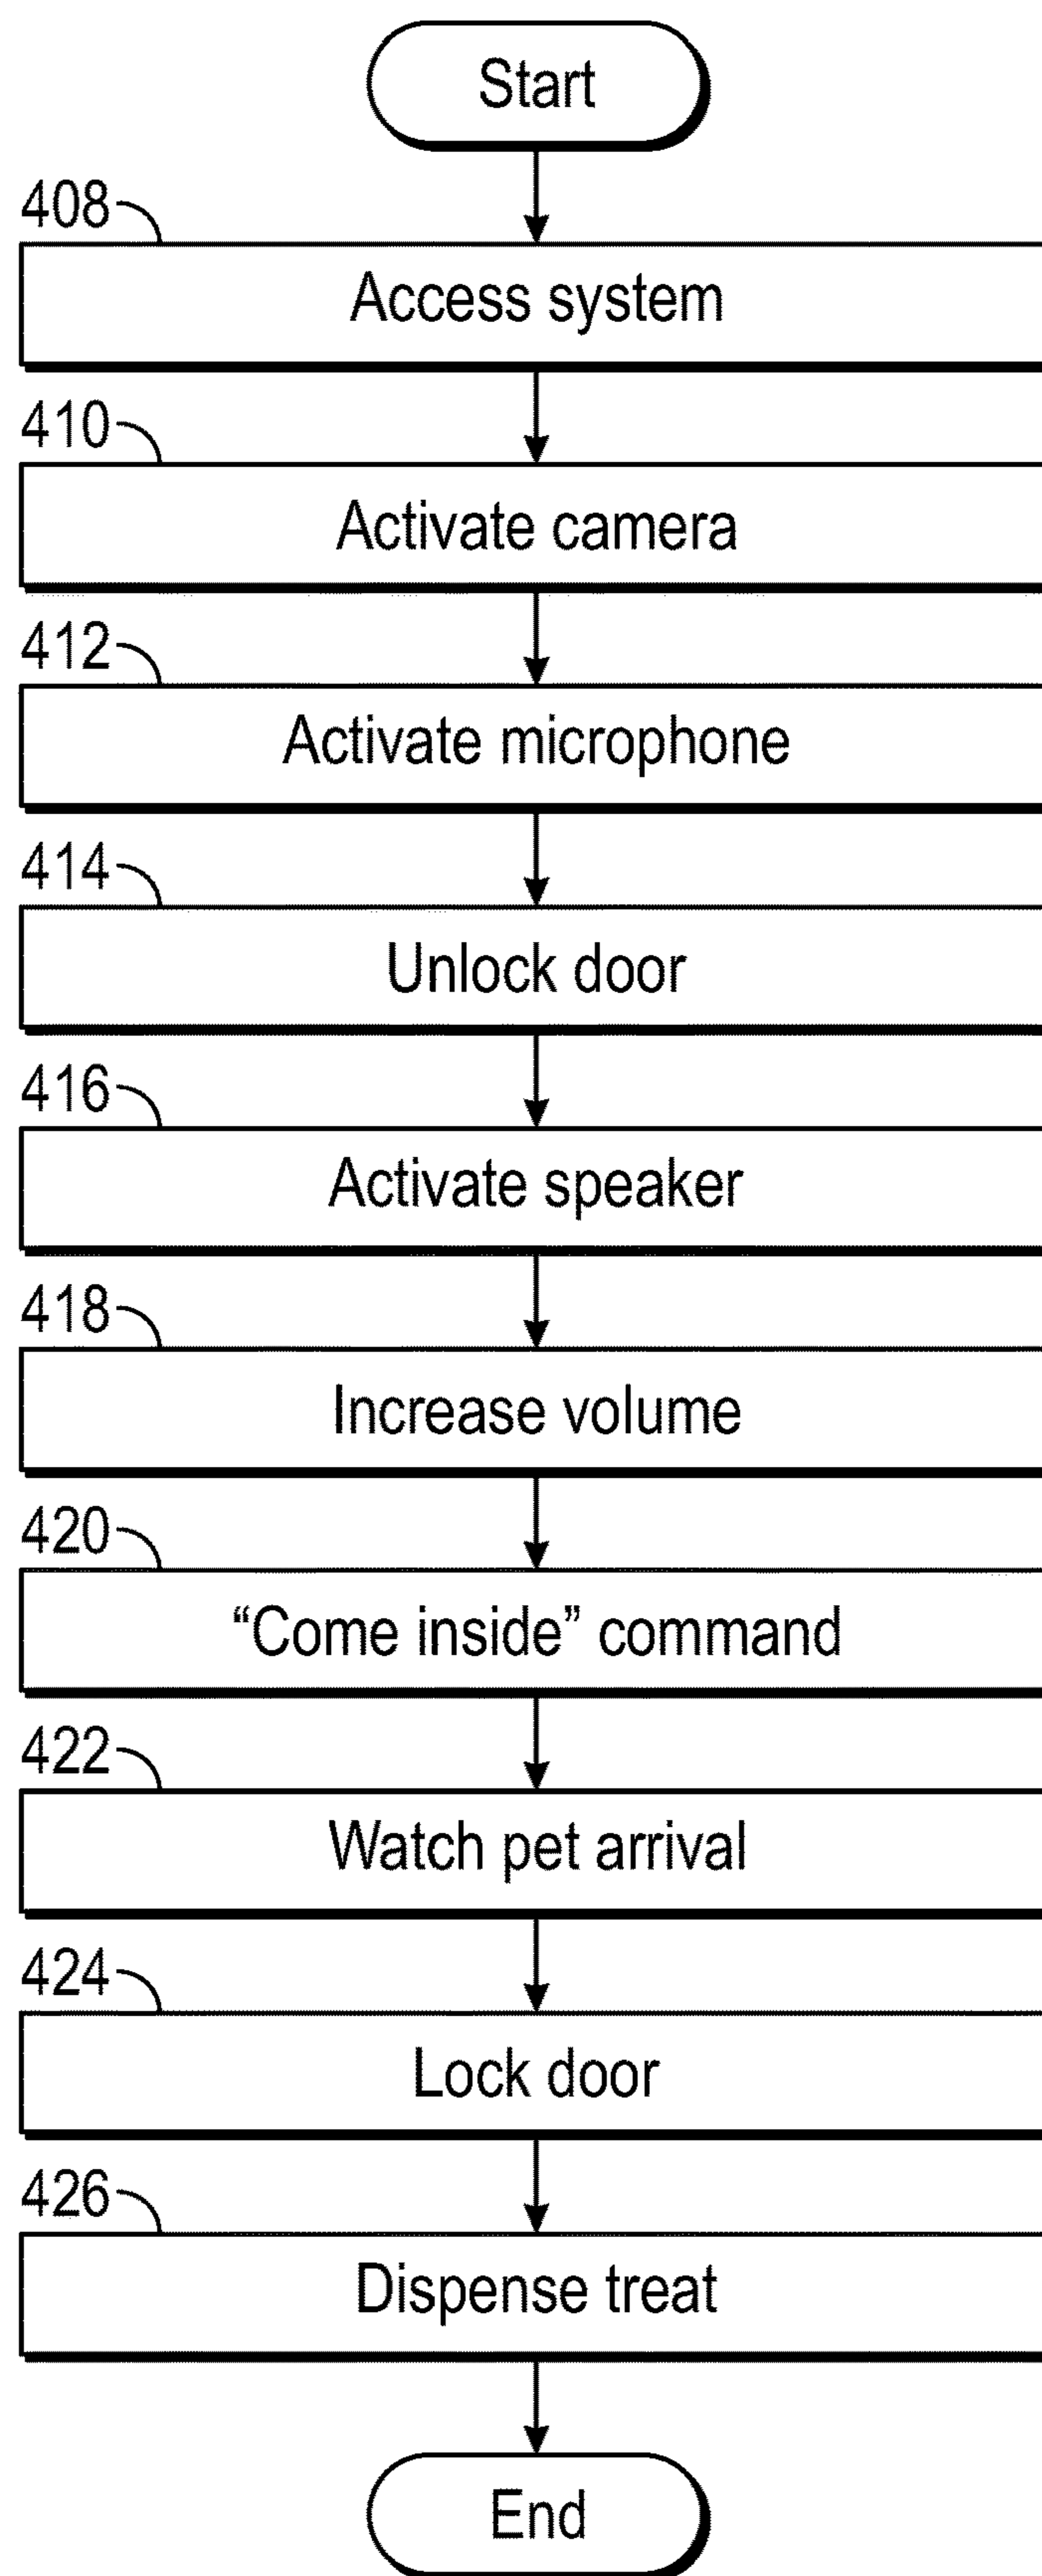 Start
408
Access system
410
Activate camera
412
Activate microphone
414
Unlock door
416
Activate speaker
418
Increase volume
420
“Come inside” command
422
Watch pet arrival
424
Lock door
426
Dispense treat
End